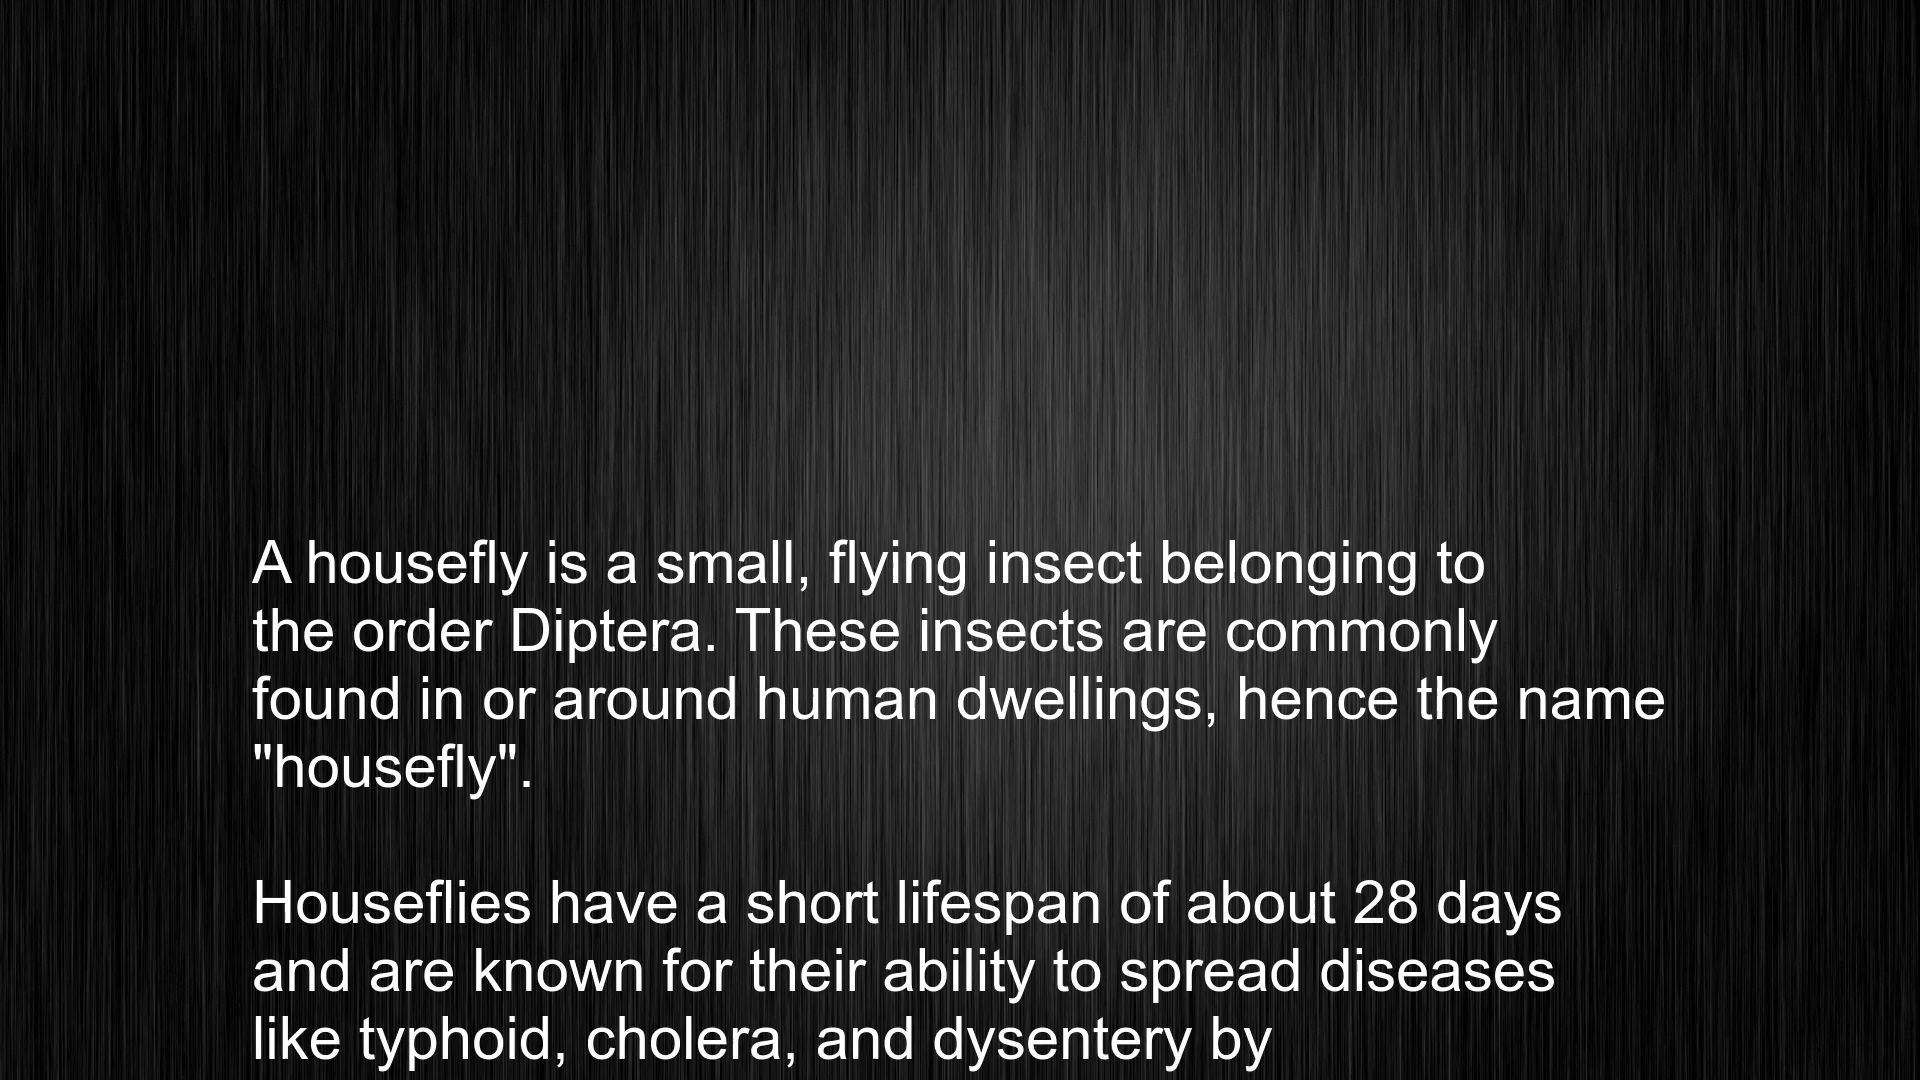 A housefly is a small, flying insect belonging to
the order Diptera. These insects are commonly
found in or around human dwellings, hence the name
"housefly".
Houseflies have a short lifespan of about 28 days
and are known for their ability to spread diseases
like typhoid, cholera, and dysentery by